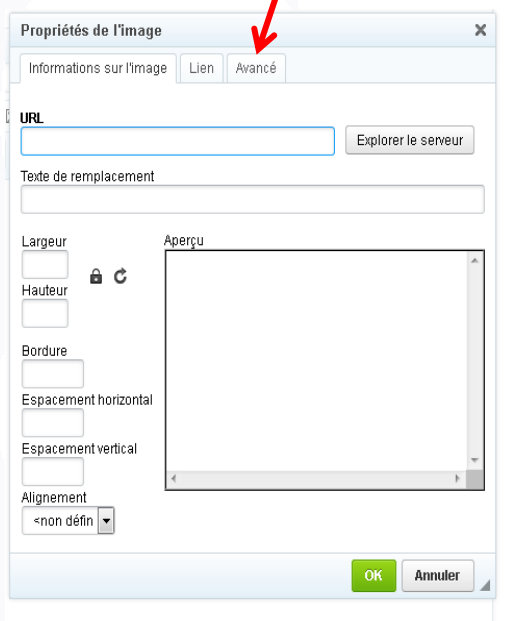 Propriétés de l'image
Informations sur l'image Lien Avancé
URL
Explorer le serveur
Texte de remplacement
Largeur
Aperçu
Hauteur
Bordure
Espacement horizontal
Espacement vertical
Alignement
<non défin
OK Annuler